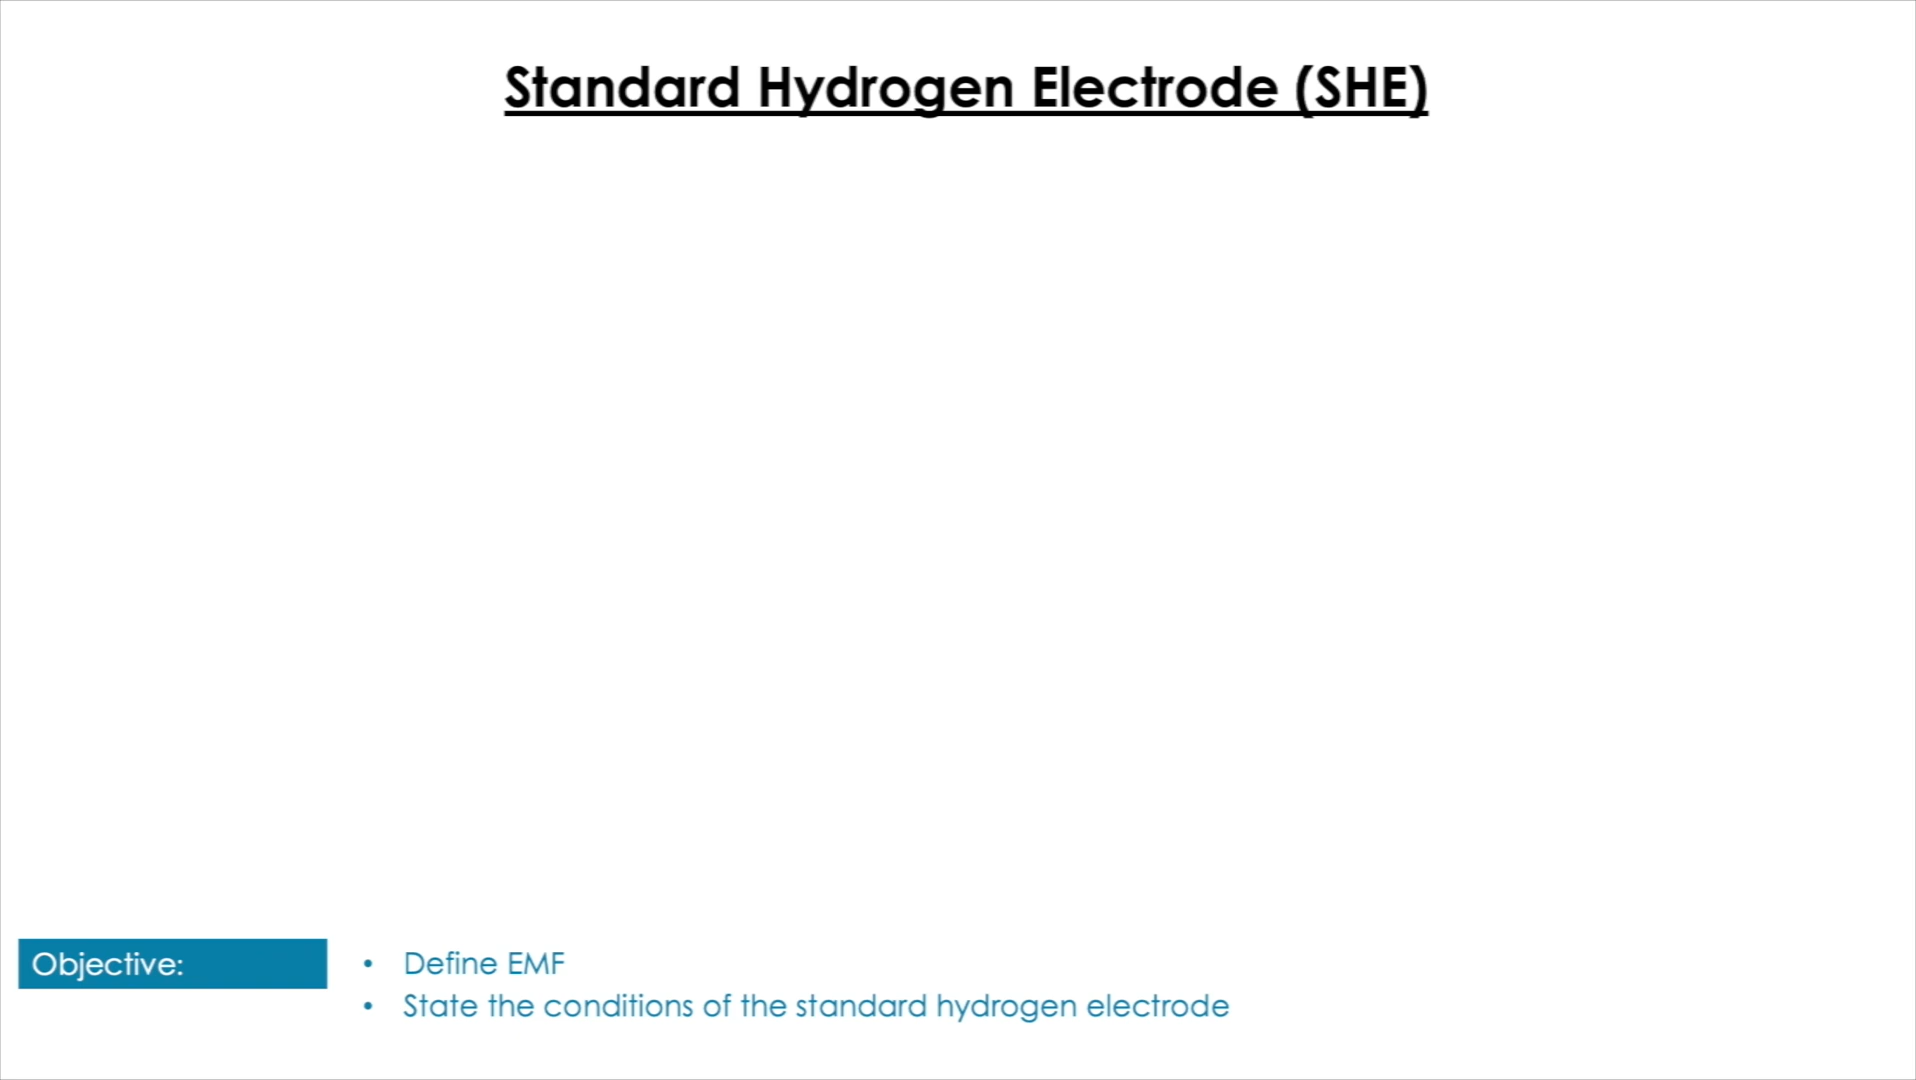 Standard Hydrogen Electrode (SHE)
Objective:
• Define EMF
• State the conditions of the standard hydrogen electrode